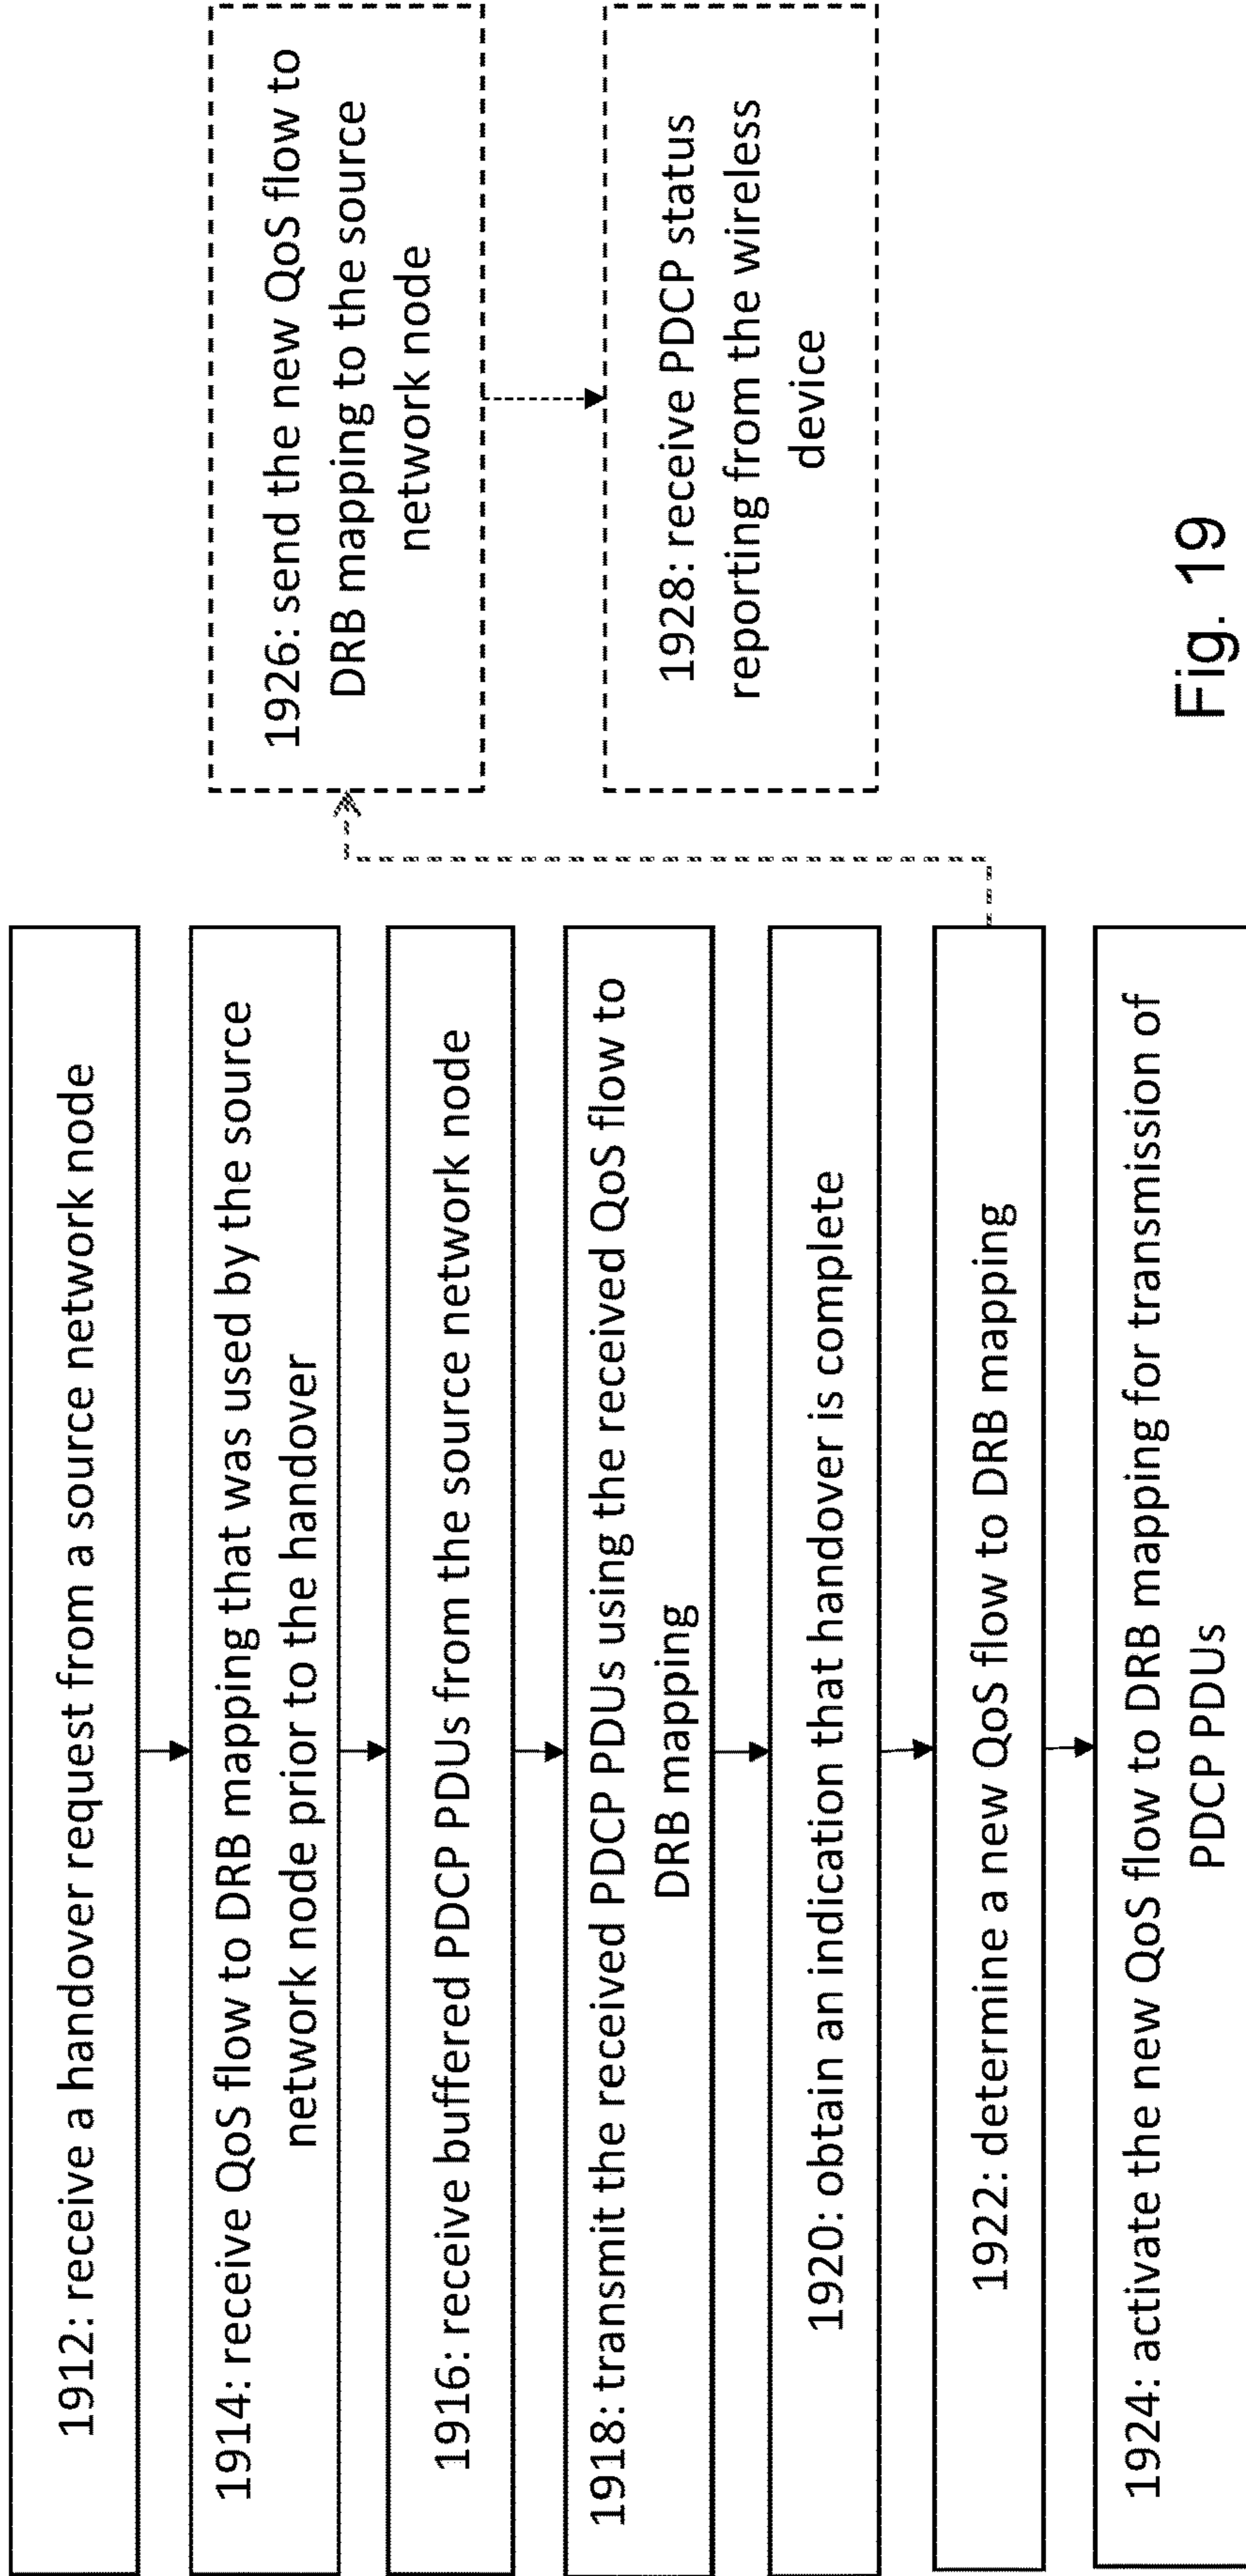 1912: receive a handover request from a source network node
1914: receive QoS flow to DRB mapping that was used by the source
network node prior to the handover
1916: receive buffered PDCP PDUs from the source network node
1918: transmit the received PDCP PDUs using the received QoS flow to
DRB mapping
1920: obtain an indication that handover is complete
1922: determine a new QoS flow to DRB mapping
1924: activate the new QoS flow to DRB mapping for transmission of
PDCP PDUs
1926: send the new QoS flow to
DRB mapping to the source
network node
1928: receive PDCP status
reporting from the wireless
device
Fig. 19